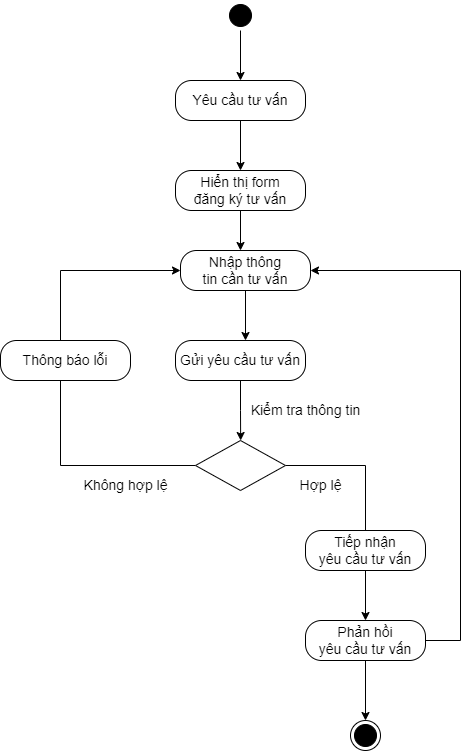 Yêu cầu tư vấn
Hiển thị form
đăng ký tư vấn
Nhập thông
tin cần tư vấn
Thông báo lỗi
Gửi yêu cầu tư vấn
Kiểm tra thông tin
Không hợp lệ
Hợp lệ
Tiếp nhận
yêu cầu tư vấn
Phản hồi
yêu cầu tư vấn